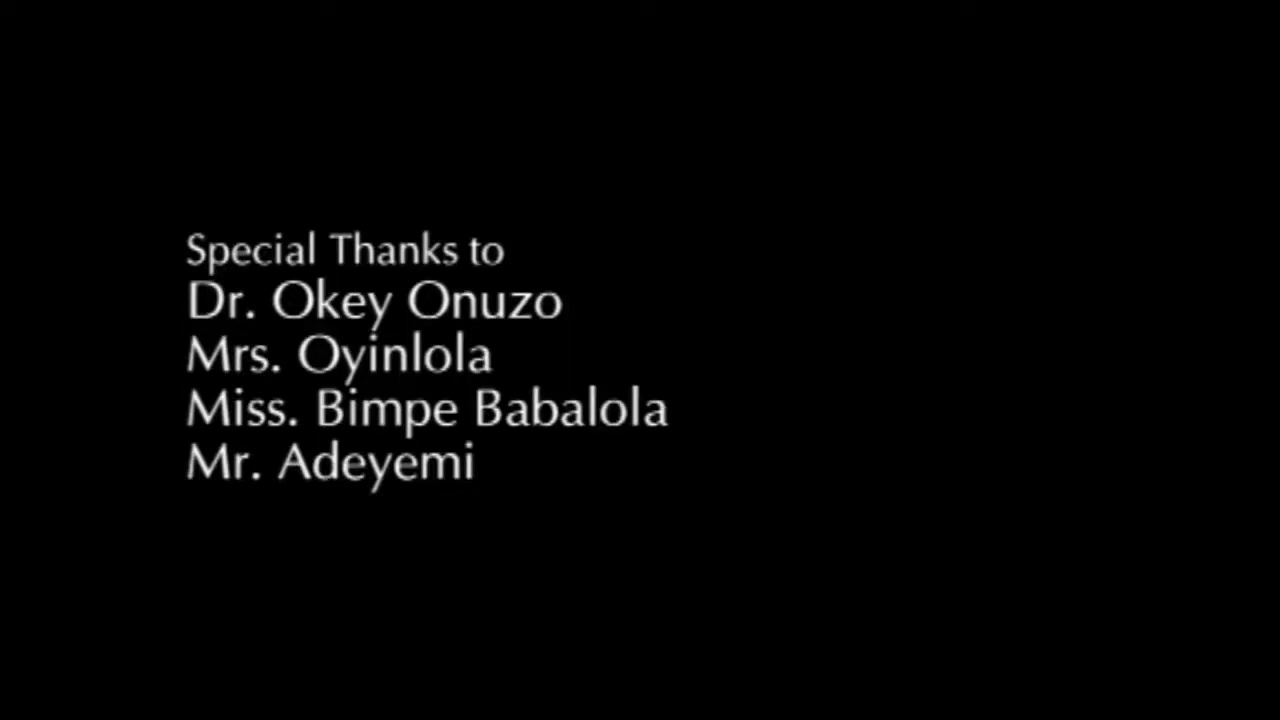 Special Thanks to
Dr. Okey Onuzo
Mrs. Oyinlola
Miss. Bimpe Babalola
Mr. Adeyemi